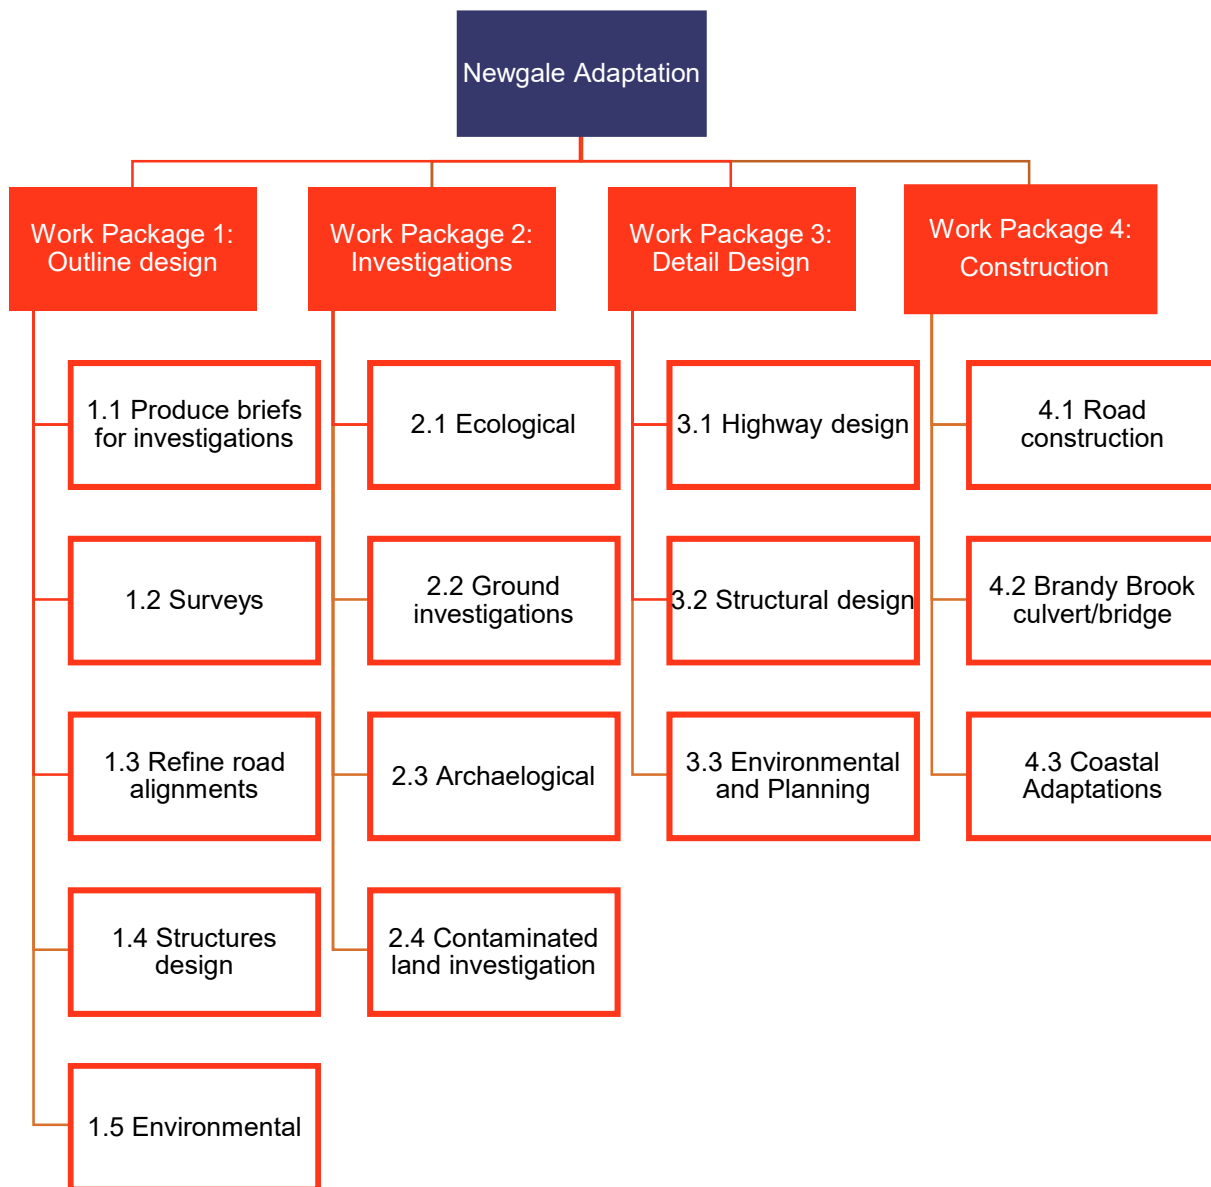 Newgale Adaptation
Work Package 1:
Outline design
1.1 Produce briefs
for investigations
1.2 Surveys
1.3 Refine road
alignments
1.4 Structures
design
1.5 Environmental
Work Package 2:
Investigations
2.1 Ecological
2.2 Ground
investigations
2.3 Archaelogical
2.4 Contaminated
land investigation
Work Package 3:
Detail Design
3.1 Highway design
3.2 Structural design
3.3 Environmental
and Planning
Work Package 4:
Construction
4.1 Road
construction
4.2 Brandy Brook
culvert/bridge
4.3 Coastal
Adaptations